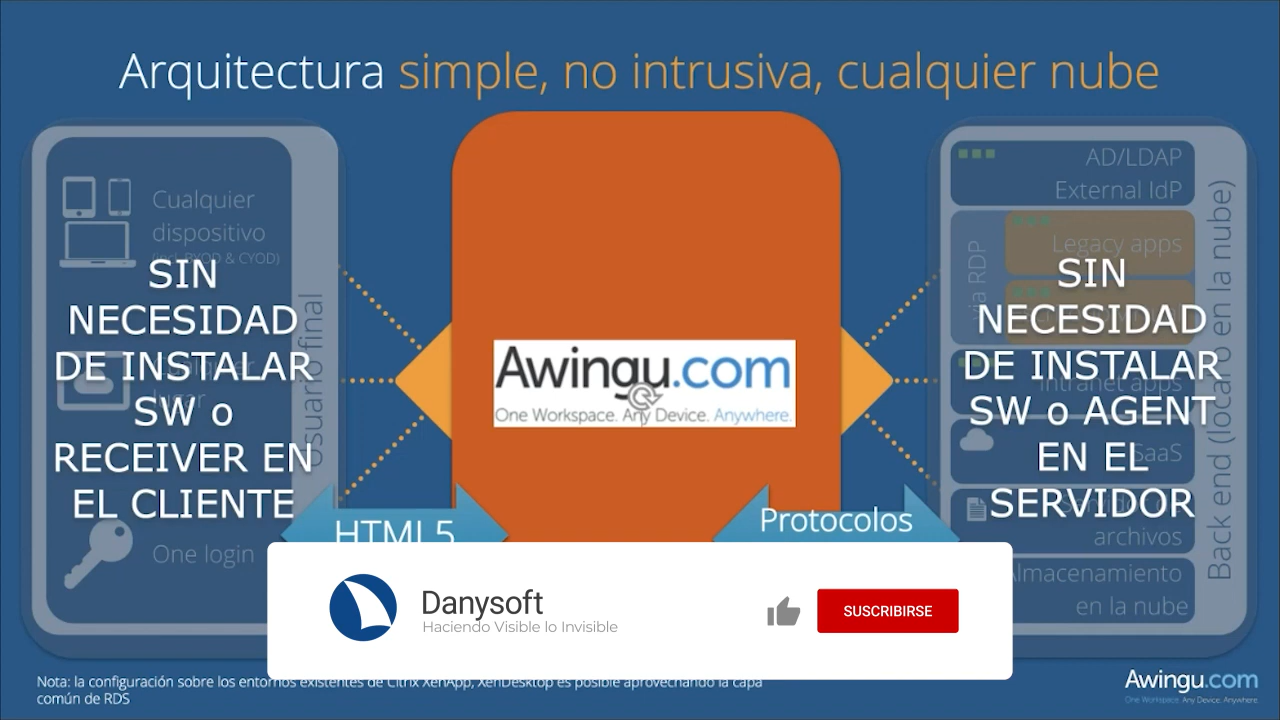 Arquitectura simple, no intrusiva, cualquier nube
Cualquier
dispositivo
& CYOD)
SIN
NECESIDAD
DE INSTALAR
SW o
RECEIVER EN
EL CLIENTE
Usuario final
One login
HTML5
Awingu.com
One Workspace. Any Device. Anywhere.
Protocolos
AD/LDAP
External IdP
via RDP
Legacy apps
Intranet apps
SaaS
archivos
Almacenamiento
en la nube
SIN
NECESIDAD
DE INSTALAR
SW o AGENT
EN EL
SERVIDOR
Back end (local o en la nube)
Danysoft
Haciendo Visible lo Invisible
SUSCRIBIRSE
Nota: la configuración sobre los entornos existentes de Citrix XenApp, XenDesktop es posible aprovechando la capa
común de RDS
Awingu.com
One Workspace. Any Device. Anywhere.